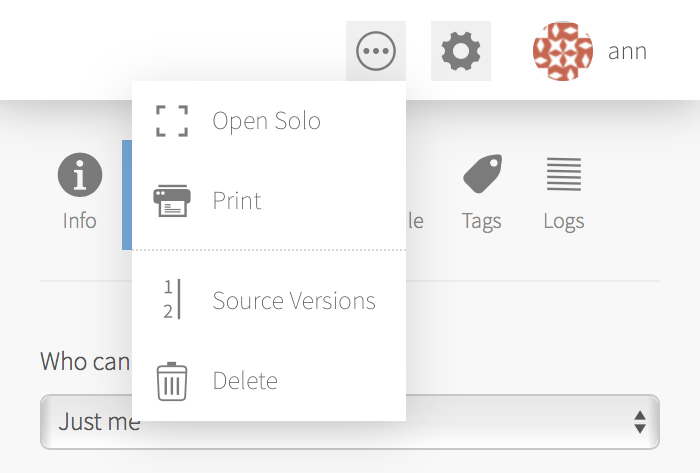 ann
Open Solo
Print
Info
le
Tags
Logs
1
2
Source Versions
Who can
Delete
Just me